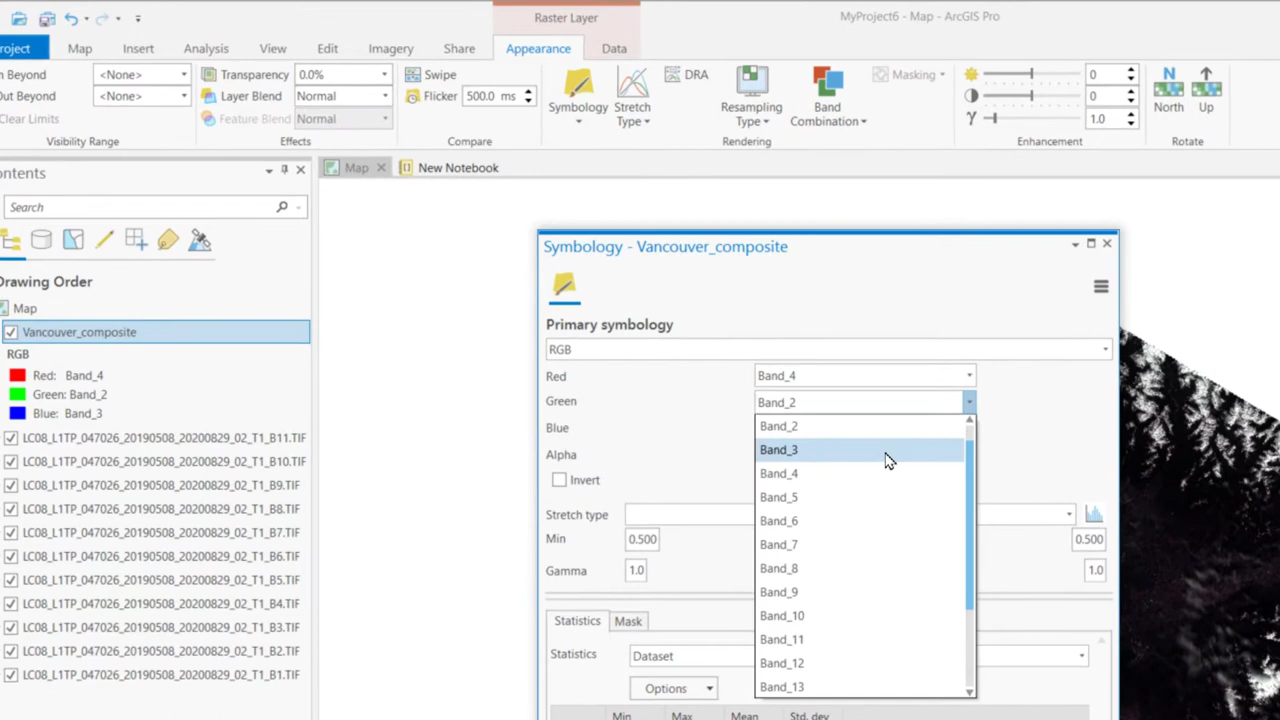 Raster Layer
MyProject6 - Map - ArcGIS Pro
roject
Map
Insert
Analysis
View
Edit
Imagery
Share
Appearance
Data
n Beyond
<None>
Out Beyond
<None>
Clear Limits
Visibility Range
Transparency
0.0%
Layer Blend
Normal
Feature Blend
Normal
Effects
Swipe
Flicker
500.0 ms
Compare
Symbology
Stretch
Type
DRA
Resampling
Type
Band
Combination
Masking
Rendering
0
0
γ
1.0
Enhancement
N
North
Up
Rotate
ontents
Search
Map
New Notebook
Drawing Order
Map
Vancouver_composite
RGB
Red: Band_4
Green: Band_2
Blue: Band_3
LC08_L1TP_047026_20190508_20200829_02_T1_B11.TIF
LC08_L1TP_047026_20190508_20200829_02_T1_B10.TIF
LC08_L1TP_047026_20190508_20200829_02_T1_B9.TIF
LC08_L1TP_047026_20190508_20200829_02_T1_B8.TIF
LC08_L1TP_047026_20190508_20200829_02_T1_B7.TIF
LC08_L1TP_047026_20190508_20200829_02_T1_B6.TIF
LC08_L1TP_047026_20190508_20200829_02_T1_B5.TIF
LC08_L1TP_047026_20190508_20200829_02_T1_B4.TIF
LC08_L1TP_047026_20190508_20200829_02_T1_B3.TIF
LC08_L1TP_047026_20190508_20200829_02_T1_B2.TIF
LC08_L1TP_047026_20190508_20200829_02_T1_B1.TIF
Symbology - Vancouver_composite
Primary symbology
RGB
Red
Band_4
Green
Band_2
Blue
Alpha
Invert
Band_2
Band_3
Band_4
Band_5
Band_6
Band_7
Band_8
Band_9
Band_10
Band_11
Band_12
Band_13
Stretch type
Min
0.500
0.500
Gamma
1.0
1.0
Statistics
Mask
Statistics
Dataset
Options
Min
Max
Mean
Std. dev